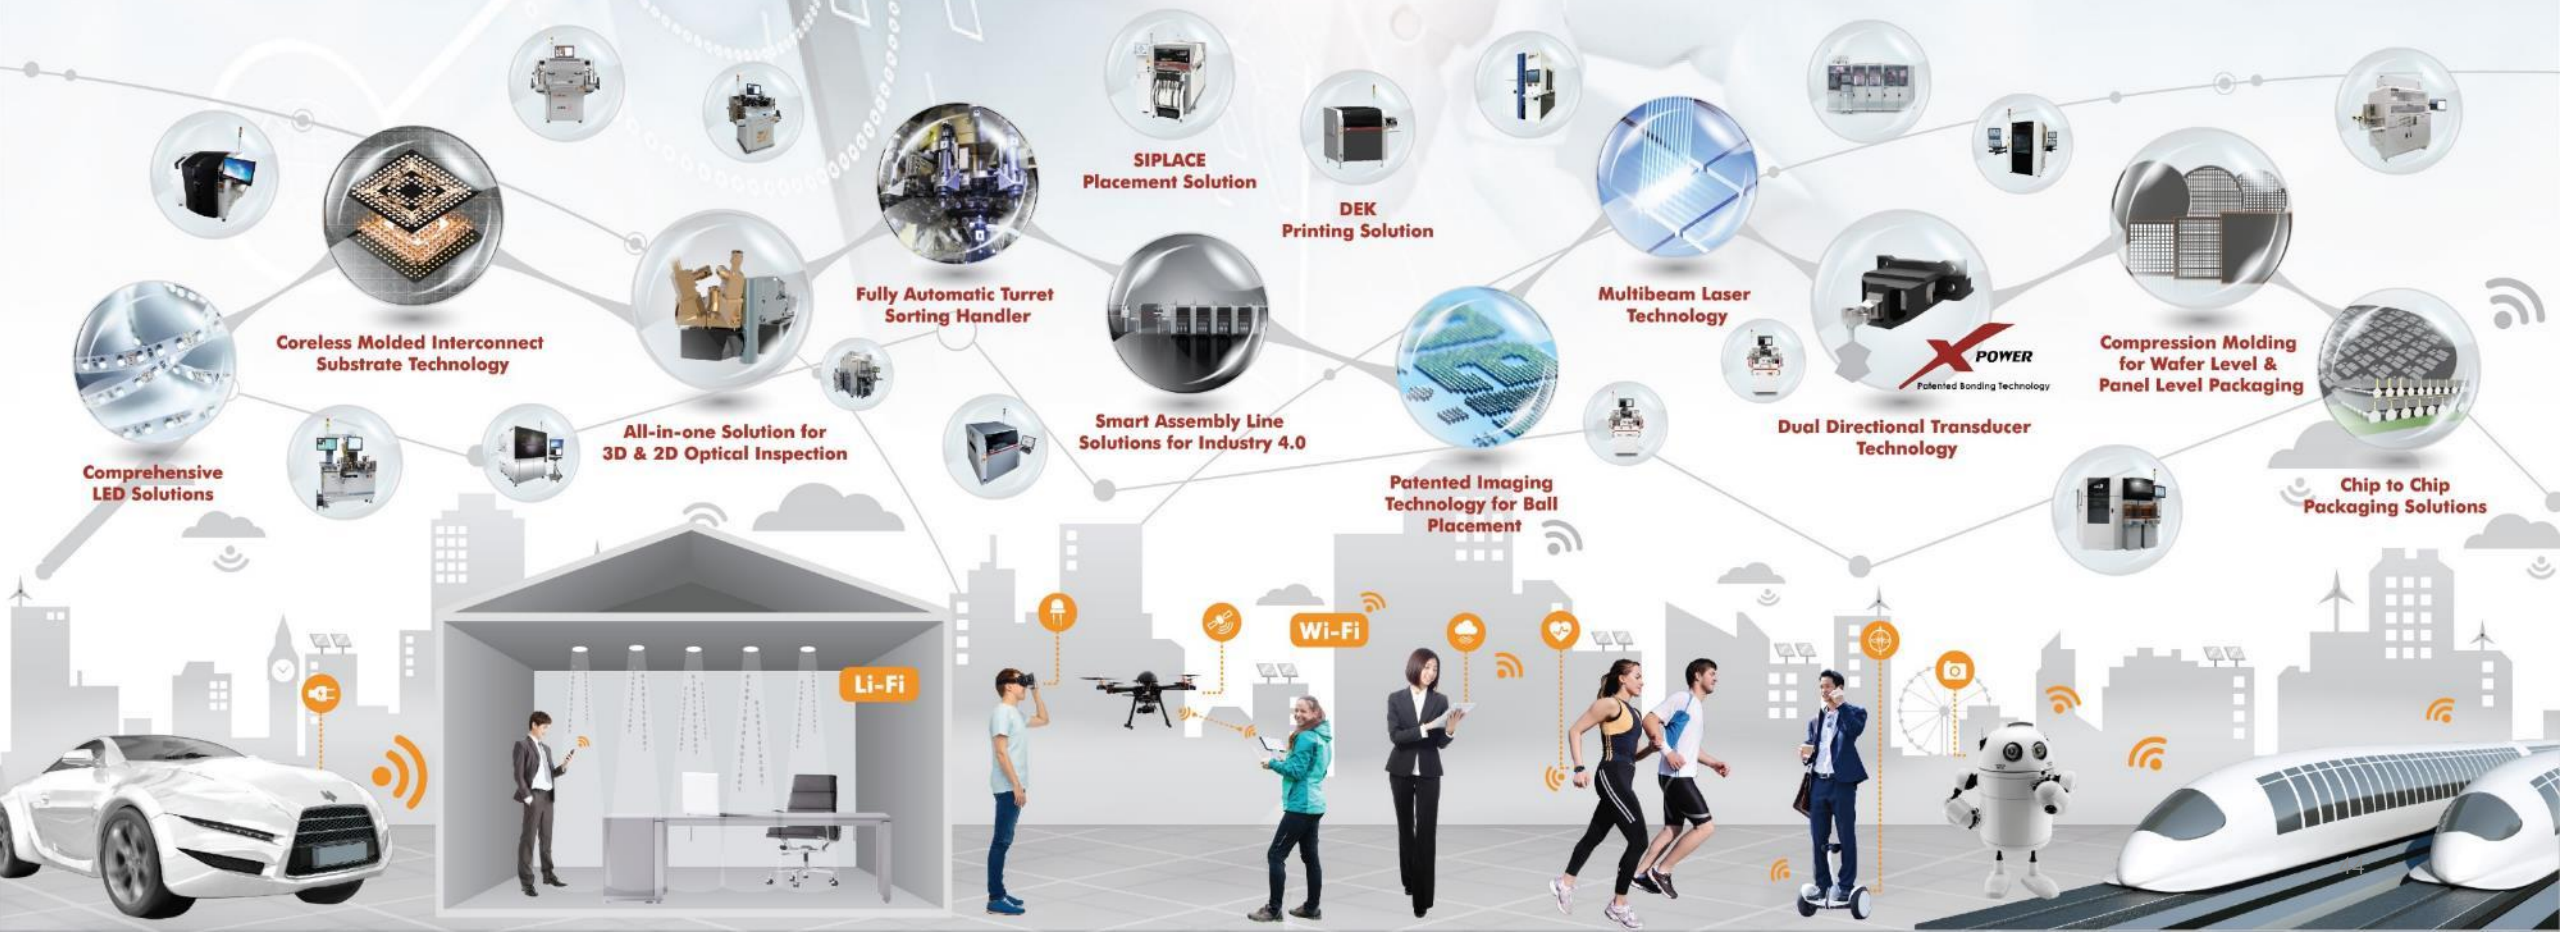 SIPLACE
Placement Solution
DEK
Printing Solution
Fully Automatic Turret
Sorting Handler
Multibeam Laser
Technology
Coreless Molded Interconnect
Substrate Technology
X POWER
Patented Bonding Technology
Compression Molding
for Wafer Level &
Panel Level Packaging
All-in-one Solution for
3D & 2D Optical Inspection
Smart Assembly Line
Solutions for Industry 4.0
Dual Directional Transducer
Technology
Comprehensive
LED Solutions
Patented Imaging
Technology for Ball
Placement
Chip to Chip
Packaging Solutions
Wi-Fi
Li-Fi
14